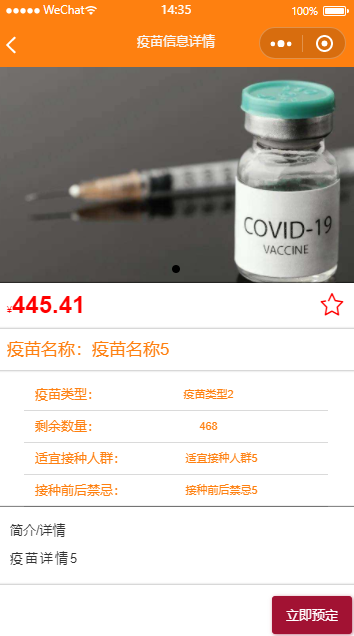 WeChat 14:35 100%
疫苗信息详情
COVID-19
VACCINE
¥445.41
疫苗名称：疫苗名称5
疫苗类型： 疫苗类型2
剩余数量： 468
适宜接种人群： 适宜接种人群5
接种前后禁忌： 接种前后禁忌5
简介/详情
疫苗详情5
立即预定